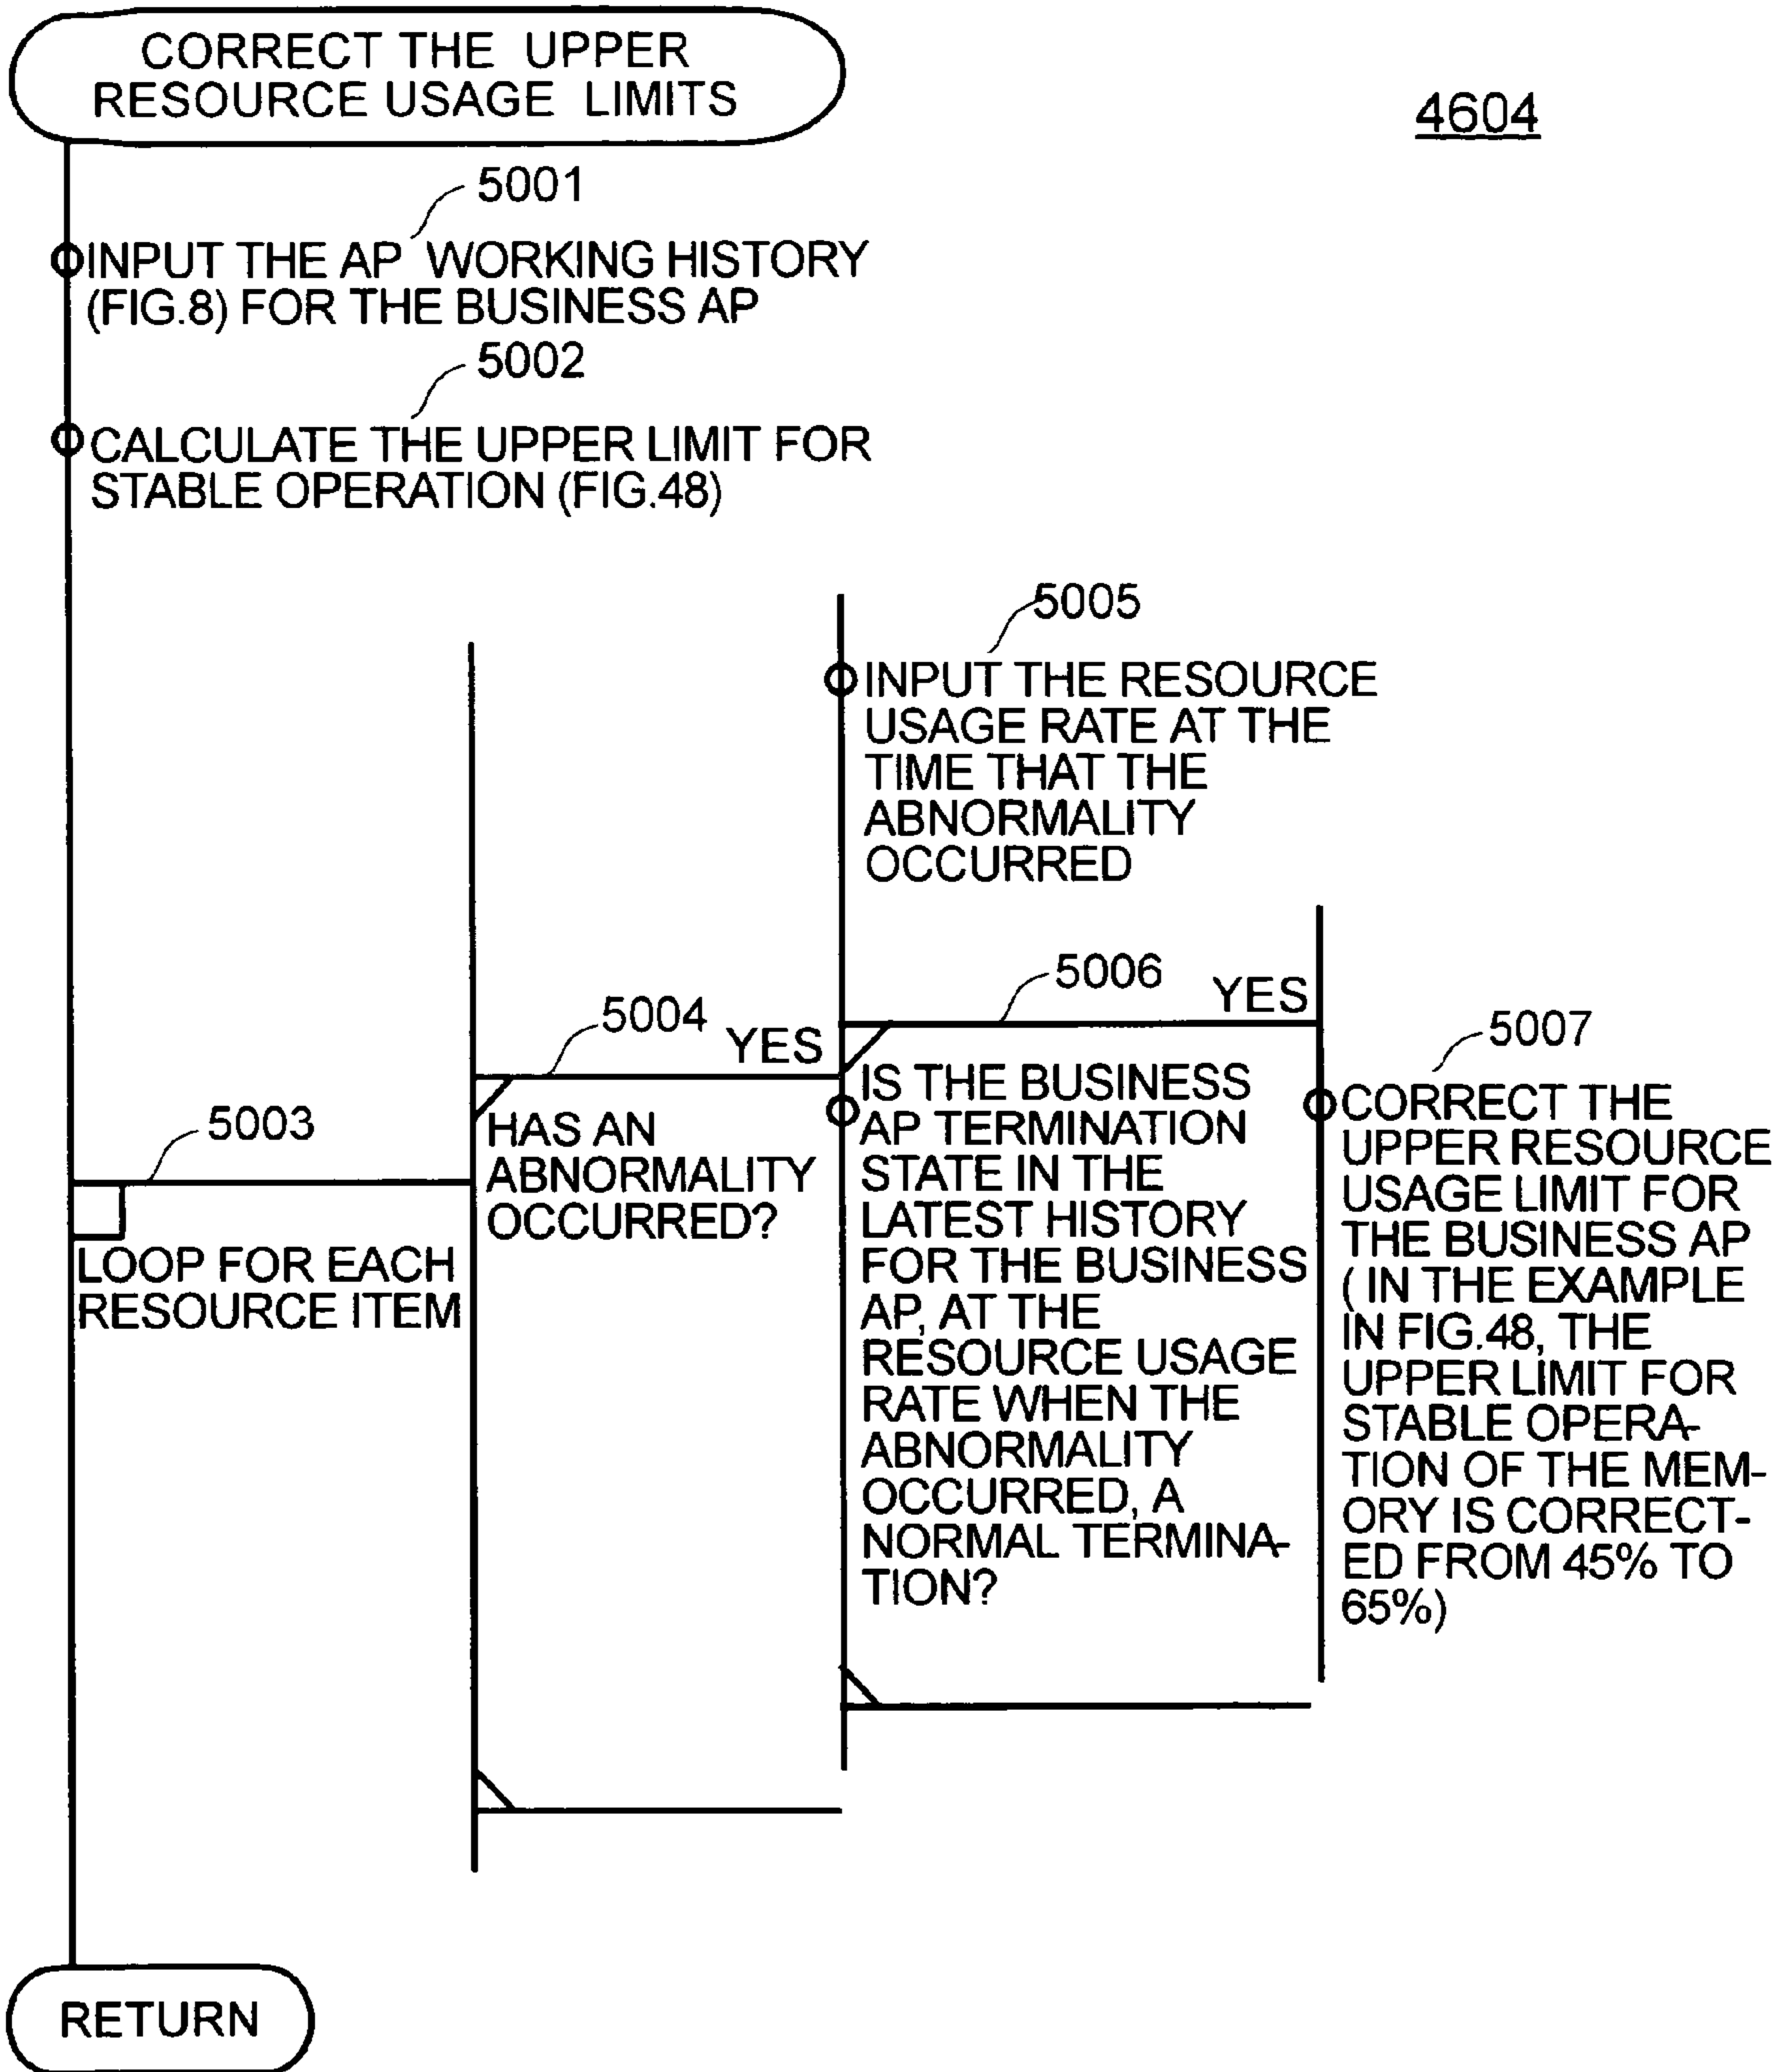 CORRECT THE UPPER
RESOURCE USAGE LIMITS
4604
5001
INPUT THE AP WORKING HISTORY
(FIG.8) FOR THE BUSINESS AP
5002
CALCULATE THE UPPER LIMIT FOR
STABLE OPERATION (FIG.48)
5003
LOOP FOR EACH
RESOURCE ITEM
5004
YES
HAS AN
ABNORMALITY
OCCURRED?
5005
INPUT THE RESOURCE
USAGE RATE AT THE
TIME THAT THE
ABNORMALITY
OCCURRED
5006
YES
IS THE BUSINESS
AP TERMINATION
STATE IN THE
LATEST HISTORY
FOR THE BUSINESS
AP, AT THE
RESOURCE USAGE
RATE WHEN THE
ABNORMALITY
OCCURRED, A
NORMAL TERMINA-
TION?
5007
CORRECT THE
UPPER RESOURCE
USAGE LIMIT FOR
THE BUSINESS AP
( IN THE EXAMPLE
IN FIG.48, THE
UPPER LIMIT FOR
STABLE OPERA-
TION OF THE MEM-
ORY IS CORRECT-
ED FROM 45% TO
65%)
RETURN